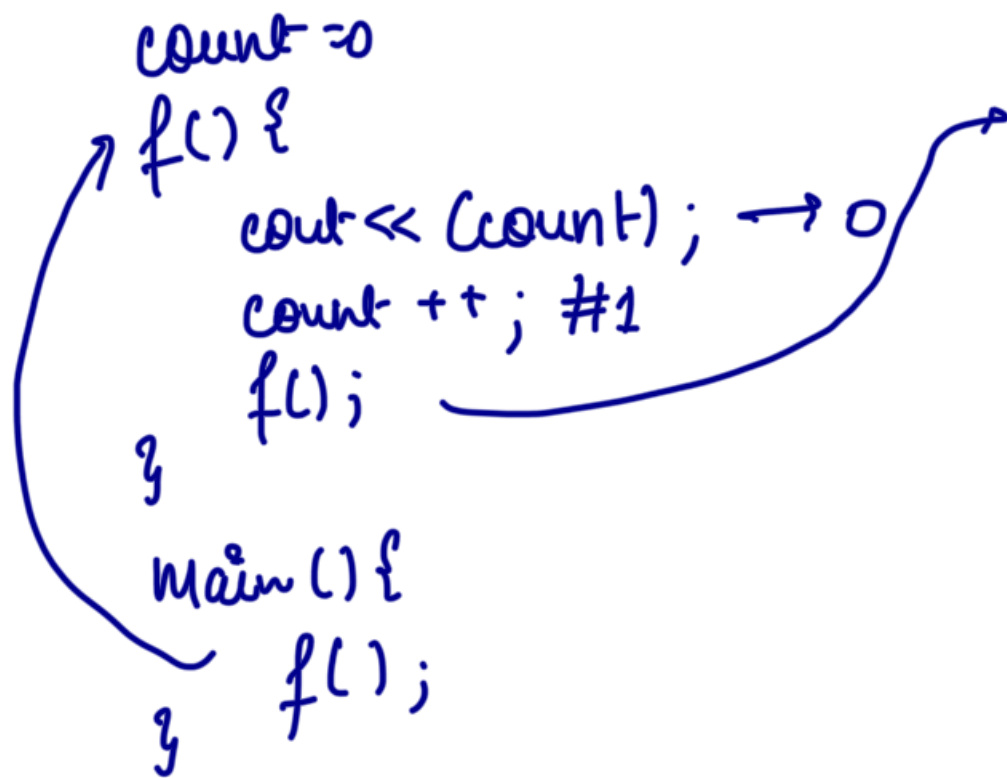 count=0
f() {
cout << (count); → 0
count ++; #1
f();
}
main() {
f();
}